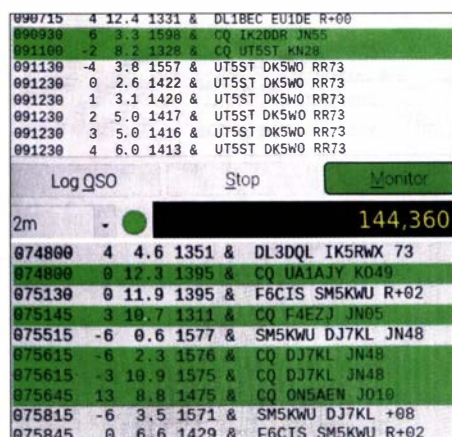 090715 4 12.4 1331 & DL1BEC EU1DE R+00
090930 6 3.3 1598 & CQ IK2DDR JN55
091100 -2 8.2 1328 & CQ UT5ST KN28
091130 -4 3.8 1557 & UT5ST DK5WO RR73
091230 0 2.6 1422 & UT5ST DK5WO RR73
091230 1 3.1 1420 & UT5ST DK5WO RR73
091230 2 5.0 1417 & UT5ST DK5WO RR73
091230 3 5.0 1416 & UT5ST DK5WO RR73
091230 4 6.0 1413 & UT5ST DK5WO RR73
Log QSO Stop Monitor
2m 144,360
074800 4 4.6 1351 & DL3DQL IK5RWX 73
074800 0 12.3 1395 & CQ UA1AJY KO49
075130 0 11.9 1395 & F6CIS SM5KWU R+02
075145 3 10.7 1311 & CQ F4EZJ JN05
075515 -6 0.6 1577 & SM5KWU DJ7KL JN48
075615 -6 2.3 1576 & CQ DJ7KL JN48
075615 -3 10.9 1575 & CQ DJ7KL JN48
075645 13 8.8 1475 & CQ ON5AEN JO10
075815 -6 3.5 1571 & SM5KWU DJ7KL +08
075845 0 6.6 1429 & F6CIS SM5KWU R+02